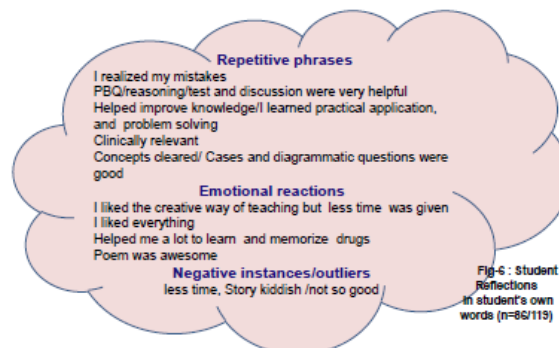 Repetitive phrases
I realized my mistakes
PBQ/reasoning/test and discussion were very helpful
Helped improve knowledge/I learned practical application,
and problem solving
Clinically relevant
Concepts cleared/ Cases and diagrammatic questions were
good
Emotional reactions
I liked the creative way of teaching but less time was given
I liked everything
Helped me a lot to learn and memorize drugs
Poem was awesome
Negative instances/outliers
less time, Story kiddish /not so good
Fig-6 : Student
Reflections
in student's own
words (n=86/119)